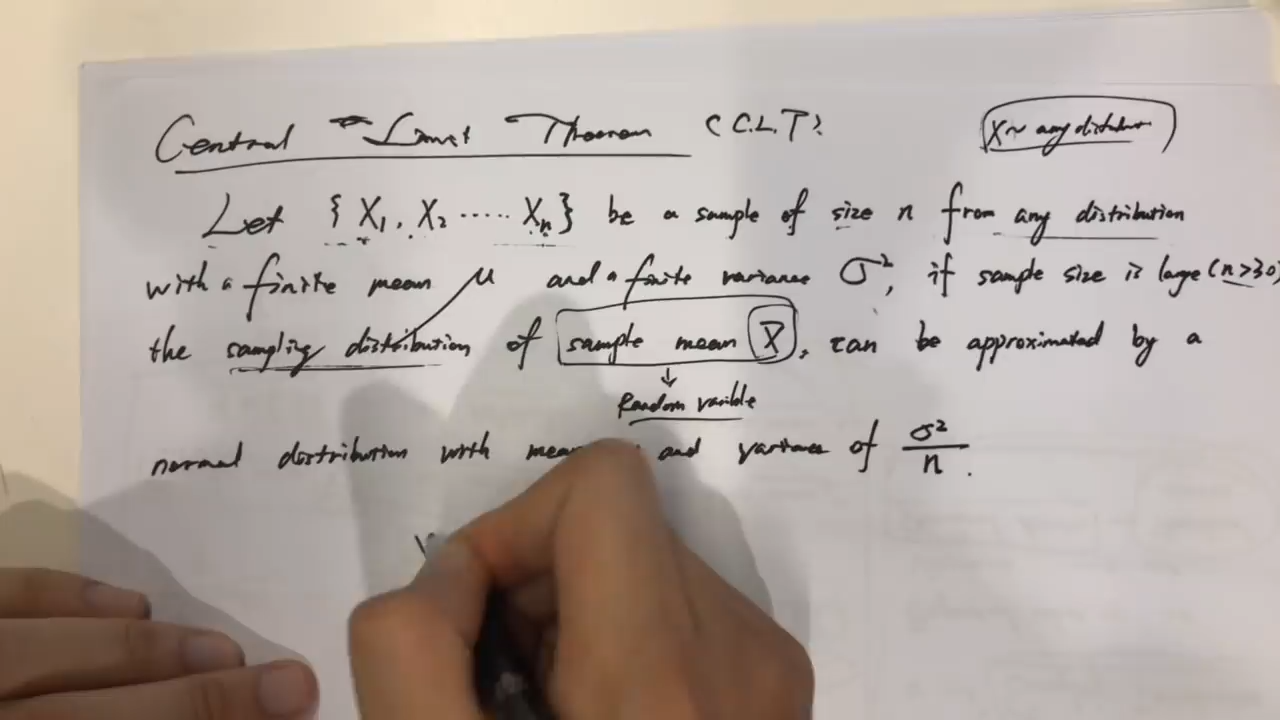 Central Limit Theorem (C.L.T)
X ~ any distribution
Let { X₁, X₂ ..... Xₙ} be a sample of size n from any distribution
with a finite mean μ and a finite variance σ², if sample size is large (n>30)
the sampling distribution of sample mean X̄, can be approximated by a
Random varible
normal distribution with mean and variance of σ²/n.